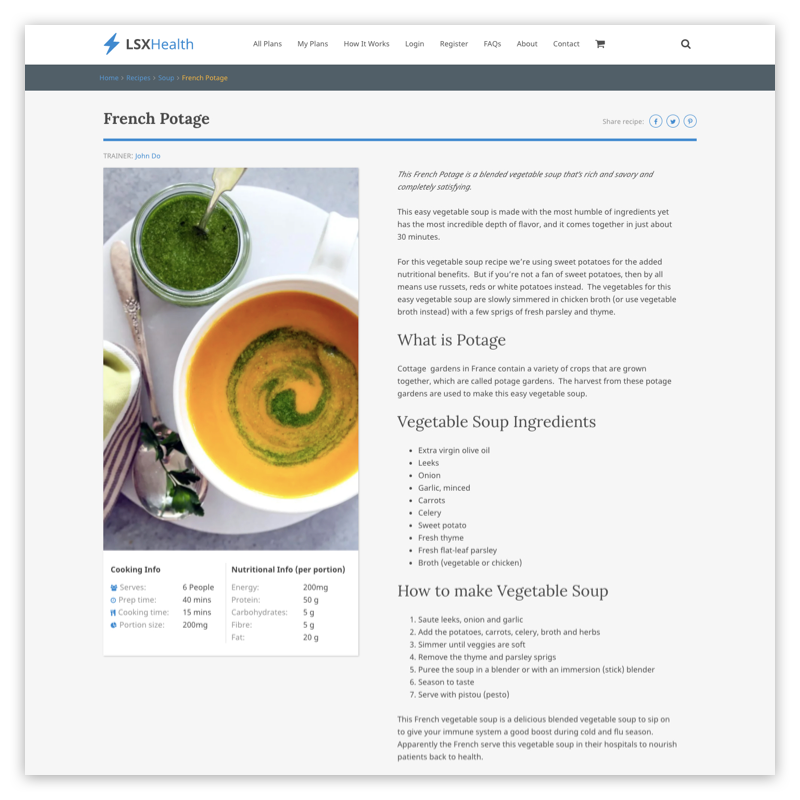 LSXHealth
All Plans My Plans How It Works Login Register FAQs About Contact
Home › Recipes › Soup › French Potage
French Potage
Share recipe:
TRAINER: John Do
Cooking Info
Serves: 6 People
Prep time: 40 mins
Cooking time: 15 mins
Portion size: 200mg
Nutritional Info (per portion)
Energy: 200mg
Protein: 50 g
Carbohydrates: 5 g
Fibre: 5 g
Fat: 20 g
This French Potage is a blended vegetable soup that's rich and savory and
completely satisfying.
This easy vegetable soup is made with the most humble of ingredients yet
has the most incredible depth of flavor, and it comes together in just about
30 minutes.
For this vegetable soup recipe we're using sweet potatoes for the added
nutritional benefits. But if you're not a fan of sweet potatoes, then by all
means use russets, reds or white potatoes instead. The vegetables for this
easy vegetable soup are slowly simmered in chicken broth (or use vegetable
broth instead) with a few sprigs of fresh parsley and thyme.
What is Potage
Cottage gardens in France contain a variety of crops that are grown
together, which are called potage gardens. The harvest from these potage
gardens are used to make this easy vegetable soup.
Vegetable Soup Ingredients
• Extra virgin olive oil
• Leeks
• Onion
• Garlic, minced
• Carrots
• Celery
• Sweet potato
• Fresh thyme
• Fresh flat-leaf parsley
• Broth (vegetable or chicken)
How to make Vegetable Soup
1. Saute leeks, onion and garlic
2. Add the potatoes, carrots, celery, broth and herbs
3. Simmer until veggies are soft
4. Remove the thyme and parsley sprigs
5. Puree the soup in a blender or with an immersion (stick) blender
6. Season to taste
7. Serve with pistou (pesto)
This French vegetable soup is a delicious blended vegetable soup to sip on
to give your immune system a good boost during cold and flu season.
Apparently the French serve this vegetable soup in their hospitals to nourish
patients back to health.